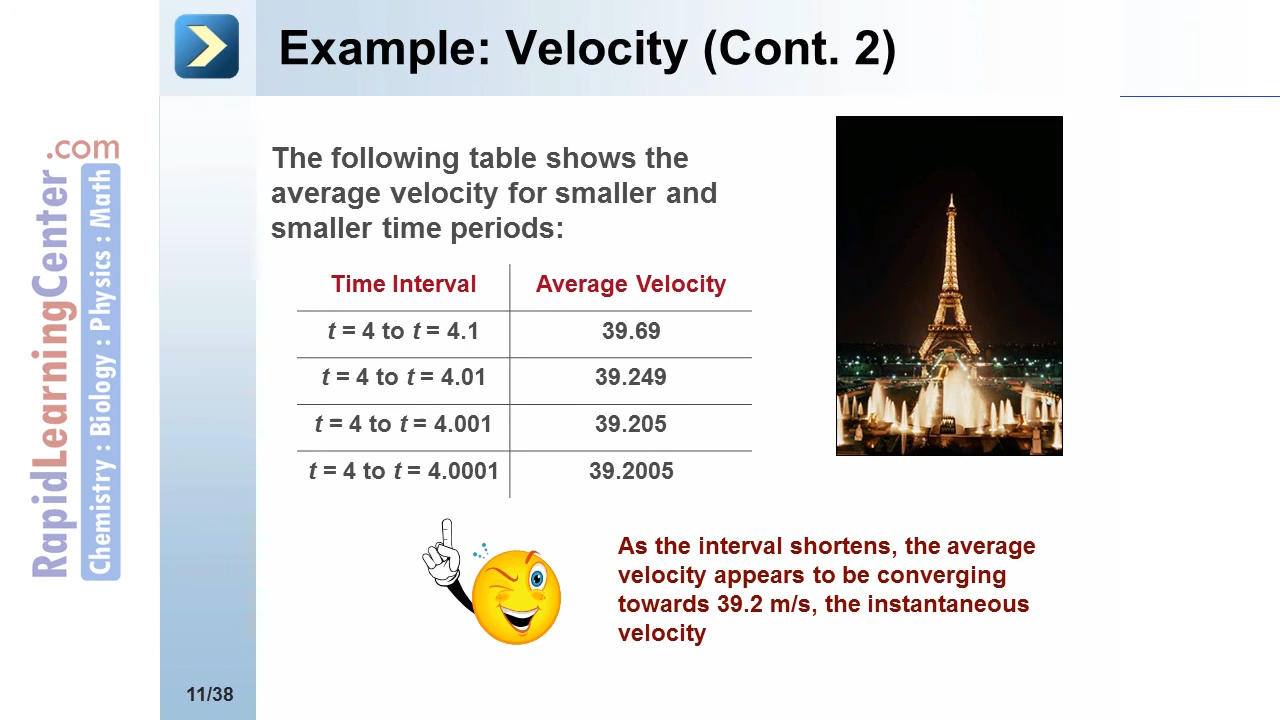 Example: Velocity (Cont. 2)
RapidLearningCenter.com
Chemistry : Biology : Physics : Math
The following table shows the
average velocity for smaller and
smaller time periods:
Time Interval Average Velocity
t = 4 to t = 4.1 39.69
t = 4 to t = 4.01 39.249
t = 4 to t = 4.001 39.205
t = 4 to t = 4.0001 39.2005
As the interval shortens, the average
velocity appears to be converging
towards 39.2 m/s, the instantaneous
velocity
11/38